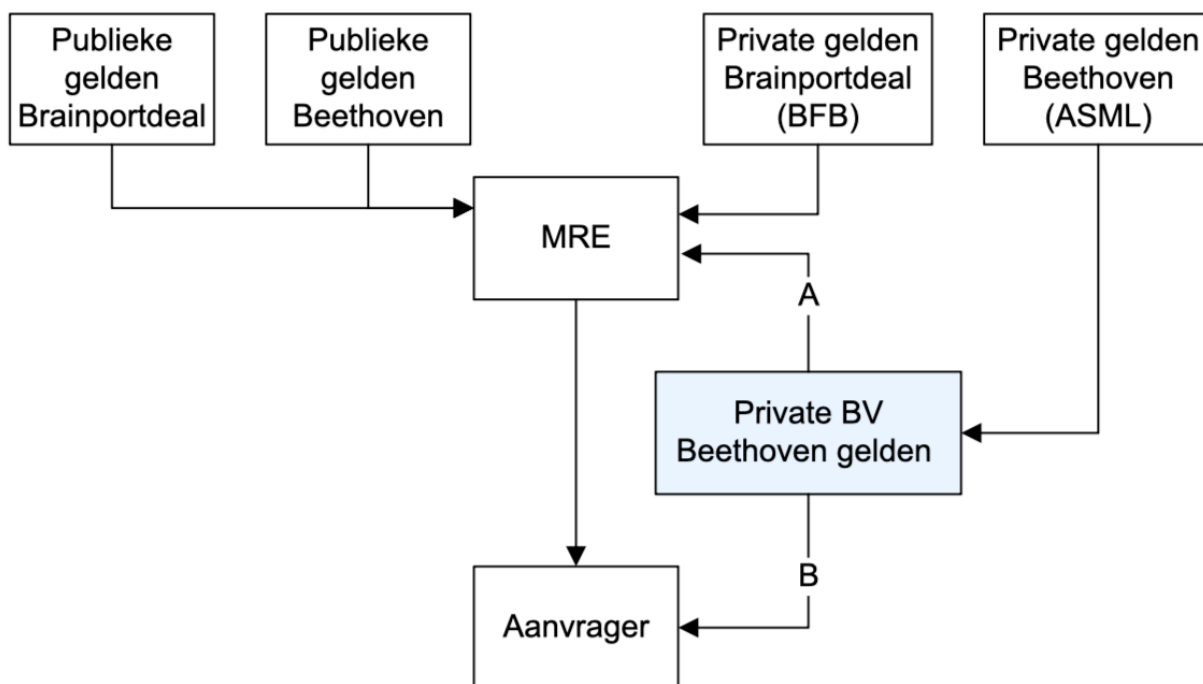 Publieke
gelden
Brainportdeal
Publieke
gelden
Beethoven
Private gelden
Brainportdeal
(BFB)
Private gelden
Beethoven
(ASML)
MRE
A
Private BV
Beethoven gelden
B
Aanvrager